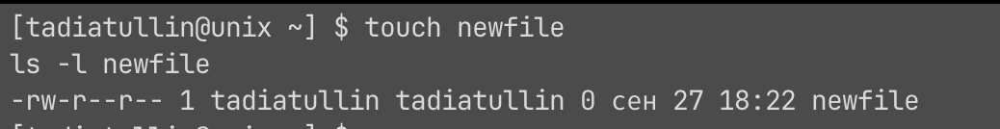 [tadiatullin@unix ~] $ touch newfile
ls -l newfile
-rw-r--r-- 1 tadiatullin tadiatullin 0 сен 27 18:22 newfile